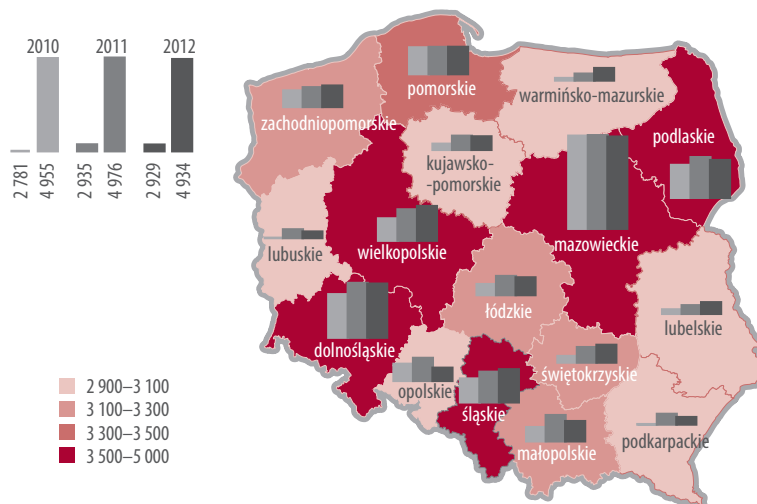 2010 2011 2012
2 781 4 955 2 935 4 976 2 929 4 934
pomorskie
warmińsko-mazurskie
zachodniopomorskie
podlaskie
kujawsko-
-pomorskie
wielkopolskie
mazowieckie
lubuskie
łódzkie
lubelskie
dolnośląskie
świętokrzyskie
opolskie
śląskie
podkarpackie
małopolskie
2 900–3 100
3 100–3 300
3 300–3 500
3 500–5 000